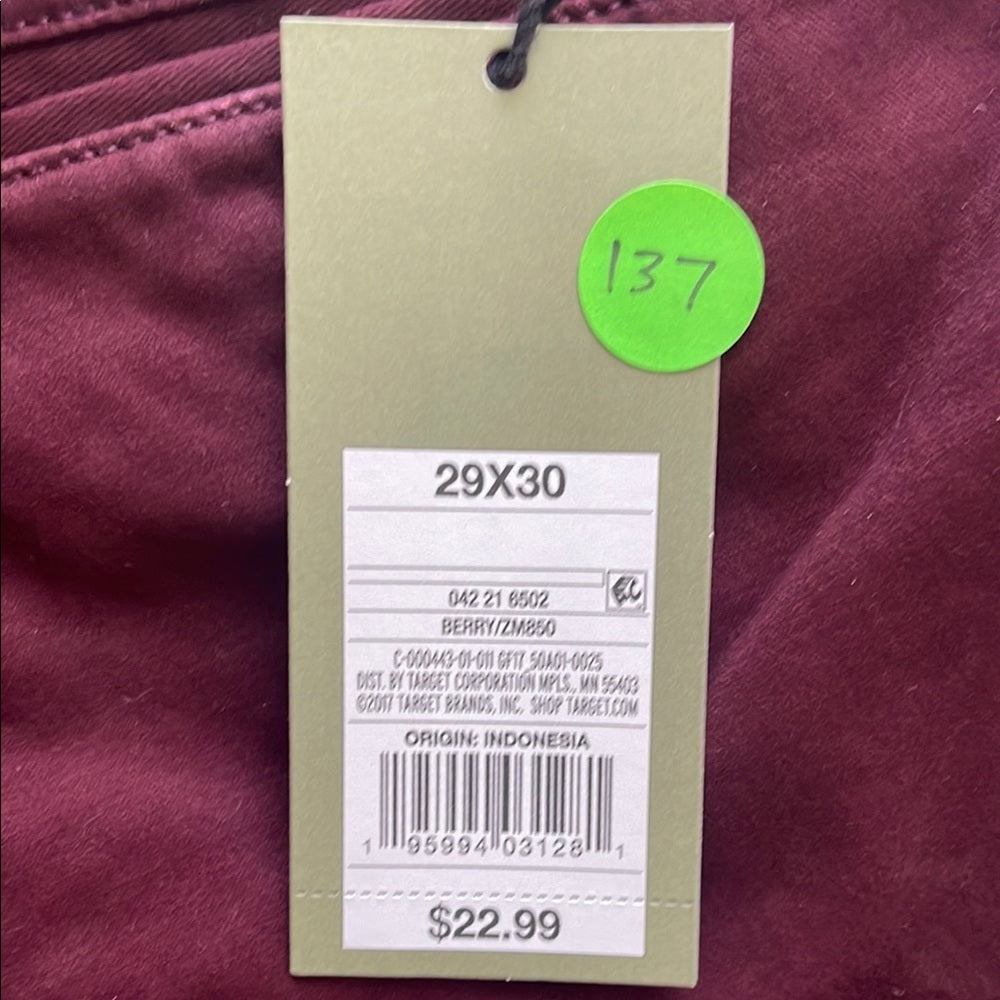 137
29X30
042 21 6502
BERRY/ZM850
C-000443-01-011 GF17 50A01-0025
DIST. BY TARGET CORPORATION MPLS., MN 55403
©2017 TARGET BRANDS, INC. SHOP TARGET.COM
ORIGIN: INDONESIA
1 95994 03128 1
$22.99